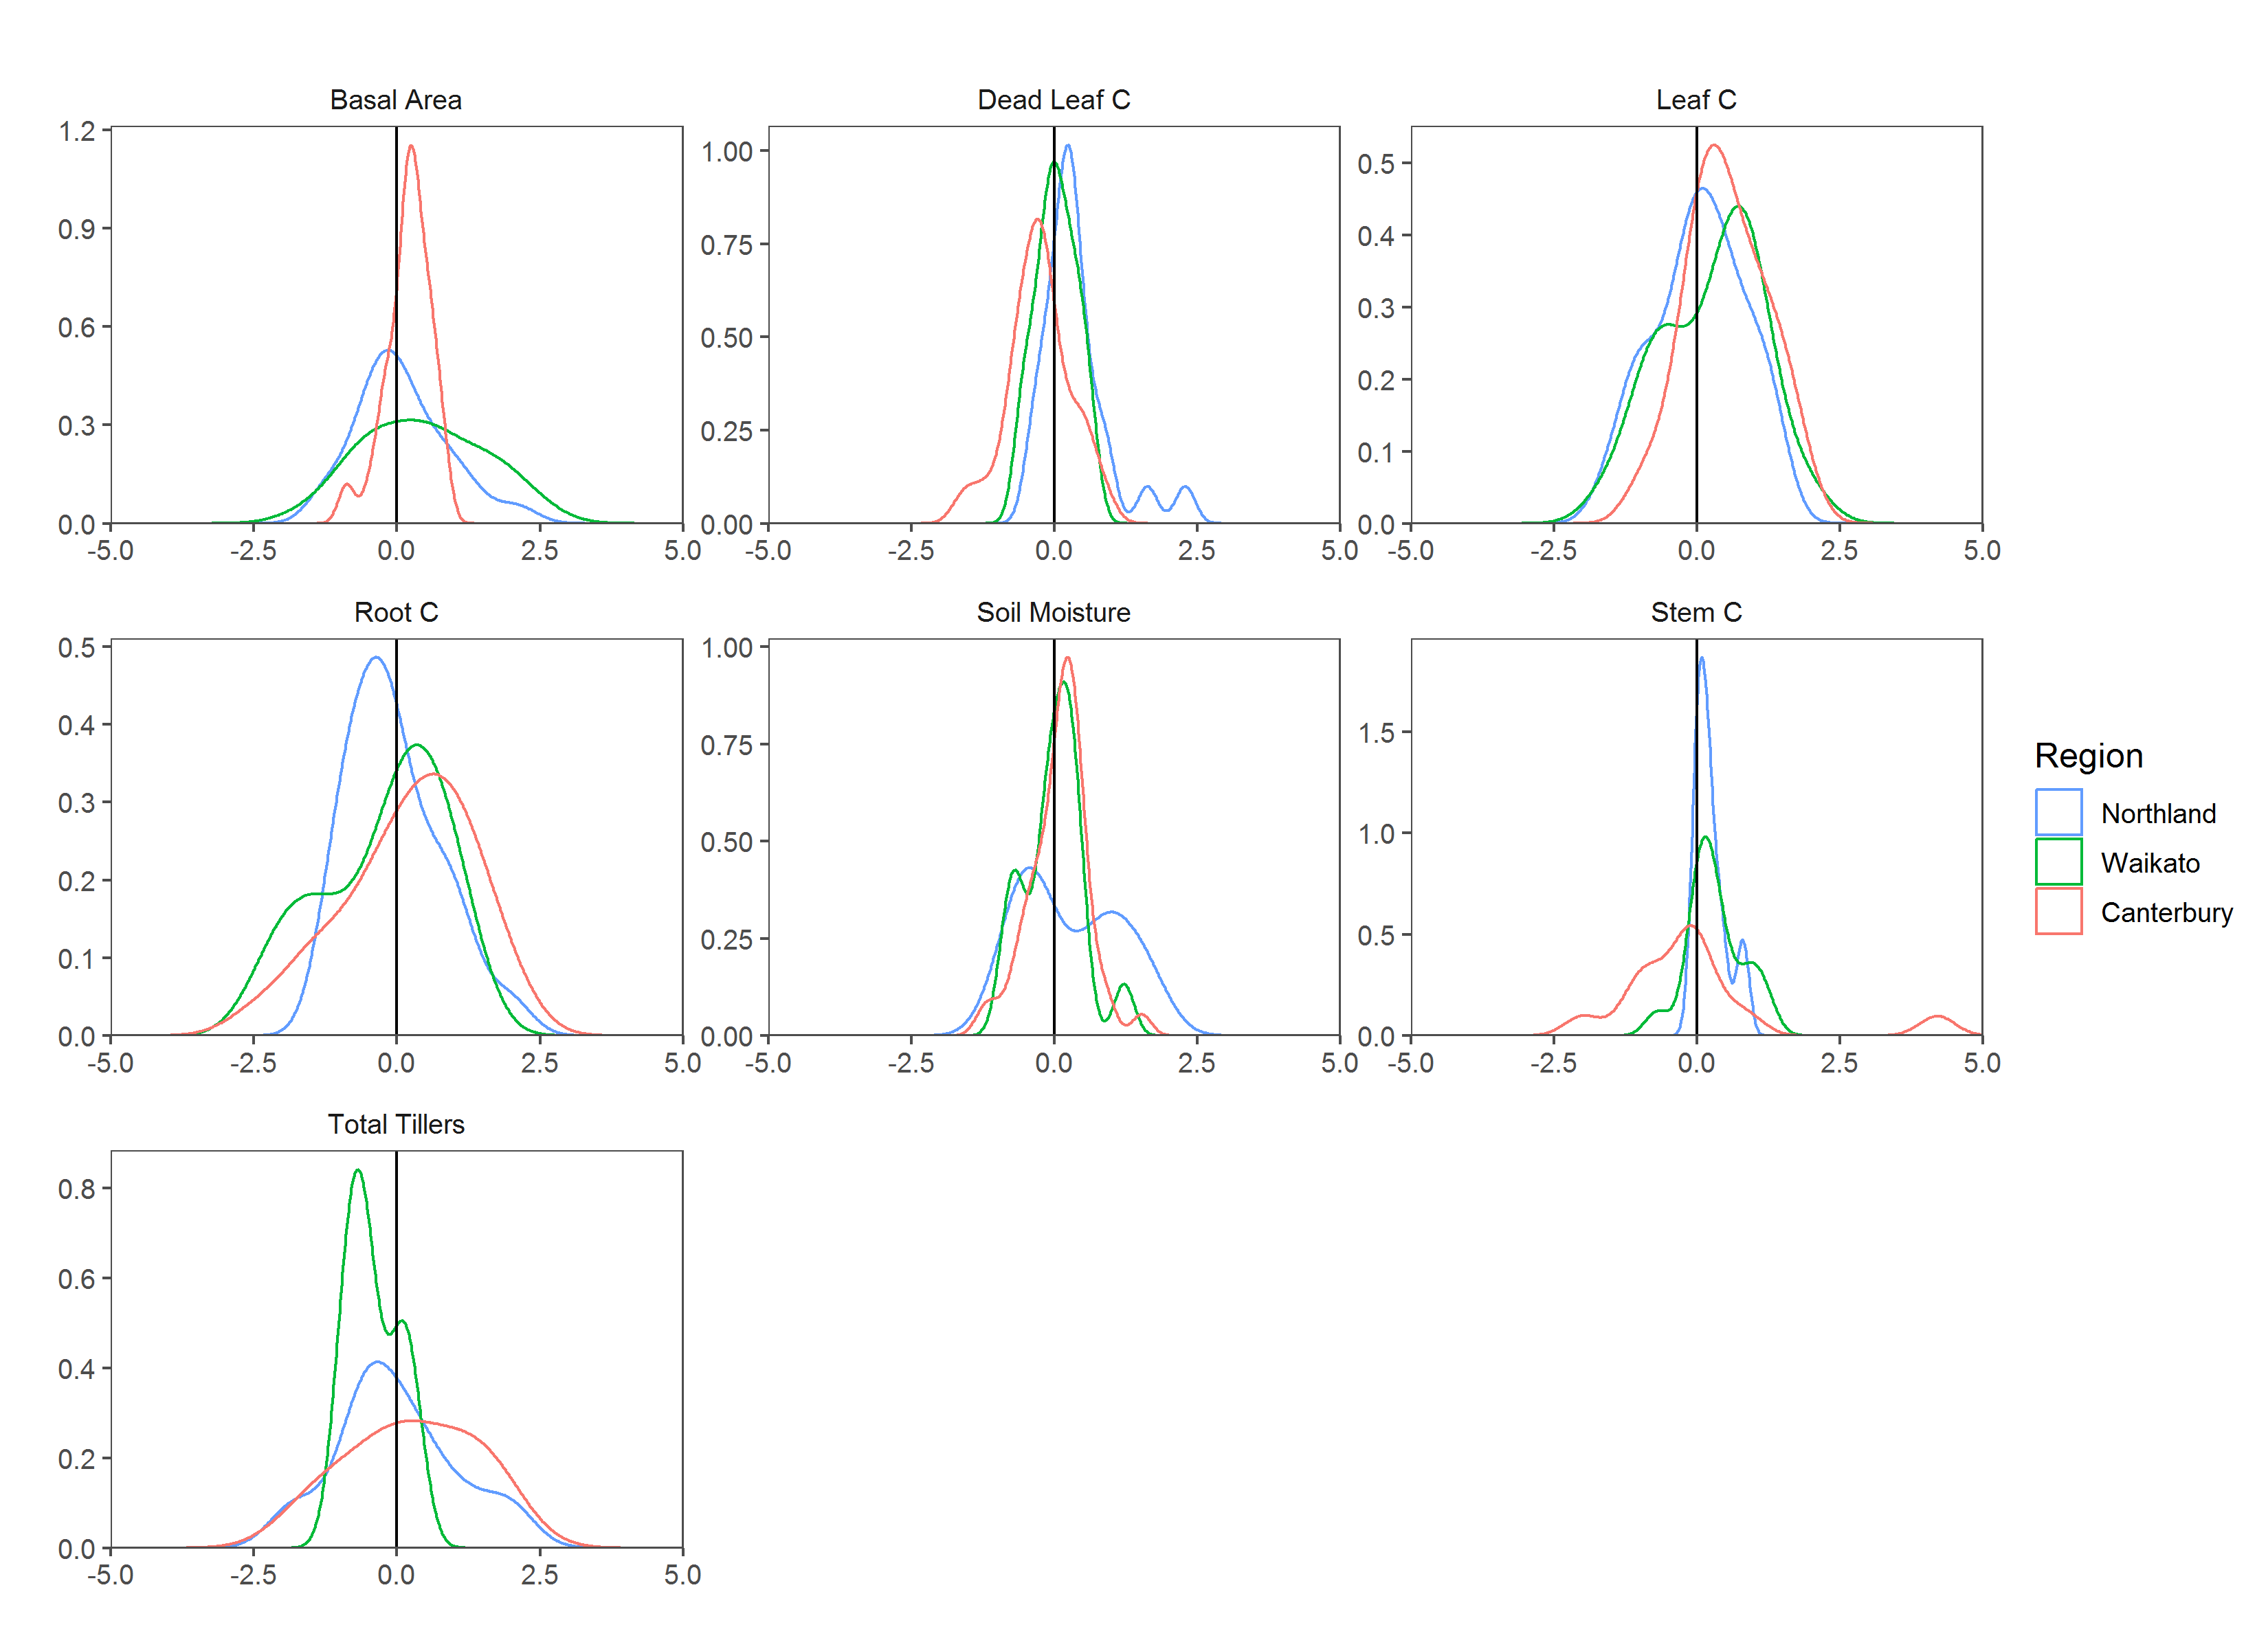 Basal Area
Dead Leaf C
Leaf C
1.2
0.9
0.6
0.3
0.0
1.00
0.75
0.50
0.25
0.00
0.5
0.4
0.3
0.2
0.1
0.0
-5.0 -2.5 0.0 2.5 5.0
-5.0 -2.5 0.0 2.5 5.0
-5.0 -2.5 0.0 2.5 5.0
Root C
Soil Moisture
Stem C
0.5
0.4
0.3
0.2
0.1
0.0
1.00
0.75
0.50
0.25
0.00
1.5
1.0
0.5
0.0
-5.0 -2.5 0.0 2.5 5.0
-5.0 -2.5 0.0 2.5 5.0
-5.0 -2.5 0.0 2.5 5.0
Region
Northland
Waikato
Canterbury
Total Tillers
0.8
0.6
0.4
0.2
0.0
-5.0 -2.5 0.0 2.5 5.0